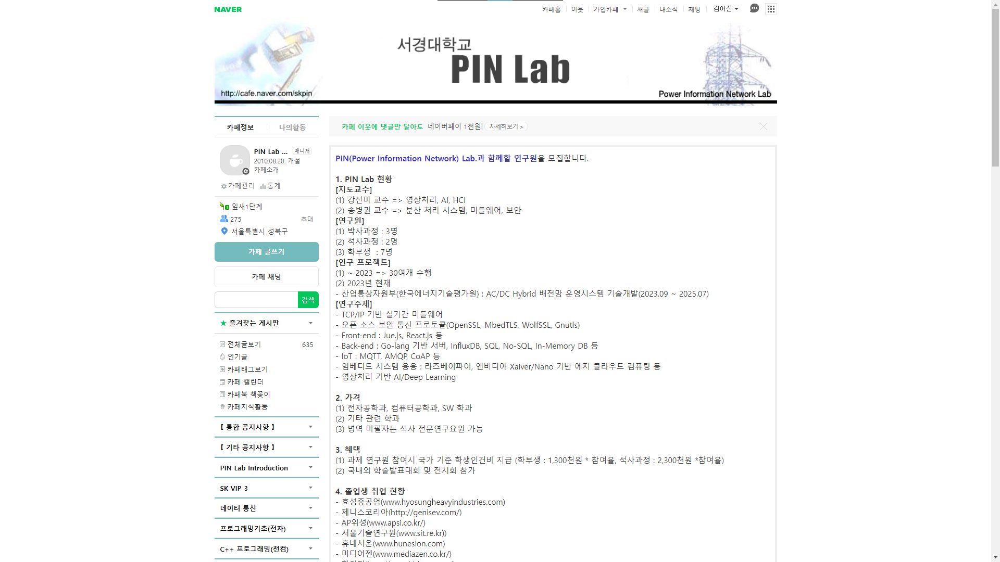 NAVER
카페홈 이웃 가입카페 새글 내소식 채팅 김어진
서경대학교
PIN Lab
http://cafe.naver.com/skpin
Power Information Network Lab
카페정보 나의활동
PIN Lab ... 매니저
2010.08.20. 개설
카페소개
카페관리 통계
잎새1단계
275 초대
서울특별시 성북구
카페 글쓰기
카페 채팅
검색
★ 즐겨찾는 게시판
전체글보기 635
인기글
카페태그보기
카페 캘린더
카페북 책꽂이
카페지식활동
【 통합 공지사항 】
【 기타 공지사항 】
PIN Lab Introduction
SK VIP 3
데이터 통신
프로그래밍기초(전자)
C++ 프로그래밍(전컴)
카페 이웃에 댓글만 달아도 네이버페이 1천원! 자세히보기 >
PIN(Power Information Network) Lab.과 함께할 연구원을 모집합니다.
1. PIN Lab 현황
[지도교수]
(1) 강선미 교수 => 영상처리, AI, HCI
(2) 송병권 교수 => 분산 처리 시스템, 미들웨어, 보안
[연구원]
(1) 박사과정 : 3명
(2) 석사과정 : 2명
(3) 학부생  : 7명
[연구 프로젝트]
(1) ~ 2023 => 30여개 수행
(2) 2023년 현재
- 산업통상자원부(한국에너지기술평가원) : AC/DC Hybrid 배전망 운영시스템 기술개발(2023.09 ~ 2025.07)
[연구주제]
- TCP/IP 기반 실기간 미들웨어
- 오픈 소스 보안 통신 프로토콜(OpenSSL, MbedTLS, WolfSSL, Gnutls)
- Front-end : Jue.js, React.js 등
- Back-end : Go-lang 기반 서버, InfluxDB, SQL, No-SQL, In-Memory DB 등
- IoT : MQTT, AMQP, CoAP 등
- 임베디드 시스템 응용 : 라즈베이파이, 엔비디아 Xaiver/Nano 기반 에지 클라우드 컴퓨팅 등
- 영상처리 기반 AI/Deep Learning
2. 가격
(1) 전자공학과, 컴퓨터공학과, SW 학과
(2) 기타 관련 학과
(3) 병역 미필자는 석사 전문연구요원 가능
3. 혜택
(1) 과제 연구원 참여시 국가 기준 학생인건비 지급 (학부생 : 1,300천원 * 참여율, 석사과정 : 2,300천원 *참여율)
(2) 국내외 학술발표대회 및 전시회 참가
4. 졸업생 취업 현황
- 효성중공업(www.hyosungheavyindustries.com)
- 제니스코리아(http://genisev.com/)
- AP위성(www.apsi.co.kr/)
- 서울기술연구원(www.sit.re.kr))
- 휴네시온(www.hunesion.com)
- 미디어젠(www.mediazen.co.kr/)